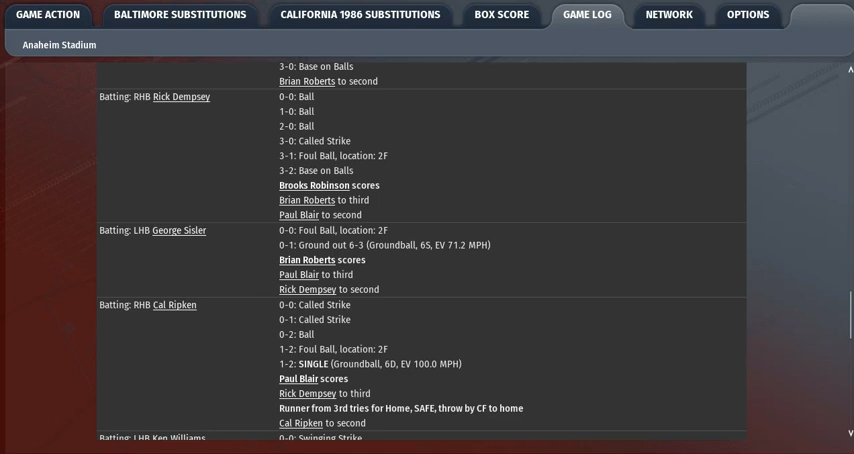 GAME ACTION
BALTIMORE SUBSTITUTIONS
CALIFORNIA 1986 SUBSTITUTIONS
BOX SCORE
GAME LOG
NETWORK
OPTIONS
Anaheim Stadium
3-0: Base on Balls
Brian Roberts to second
Batting: RHB Rick Dempsey
0-0: Ball
1-0: Ball
2-0: Ball
3-0: Called Strike
3-1: Foul Ball, location: 2F
3-2: Base on Balls
Brooks Robinson scores
Brian Roberts to third
Paul Blair to second
Batting: LHB George Sisler
0-0: Foul Ball, location: 2F
0-1: Ground out 6-3 (Groundball, 6S, EV 71.2 MPH)
Brian Roberts scores
Paul Blair to third
Rick Dempsey to second
Batting: RHB Cal Ripken
0-0: Called Strike
0-1: Called Strike
0-2: Ball
1-2: Foul Ball, location: 2F
1-2: SINGLE (Groundball, 6D, EV 100.0 MPH)
Paul Blair scores
Rick Dempsey to third
Runner from 3rd tries for Home, SAFE, throw by CF to home
Cal Ripken to second
Batting: LHB Ken Williams
0-0: Swinging Strike